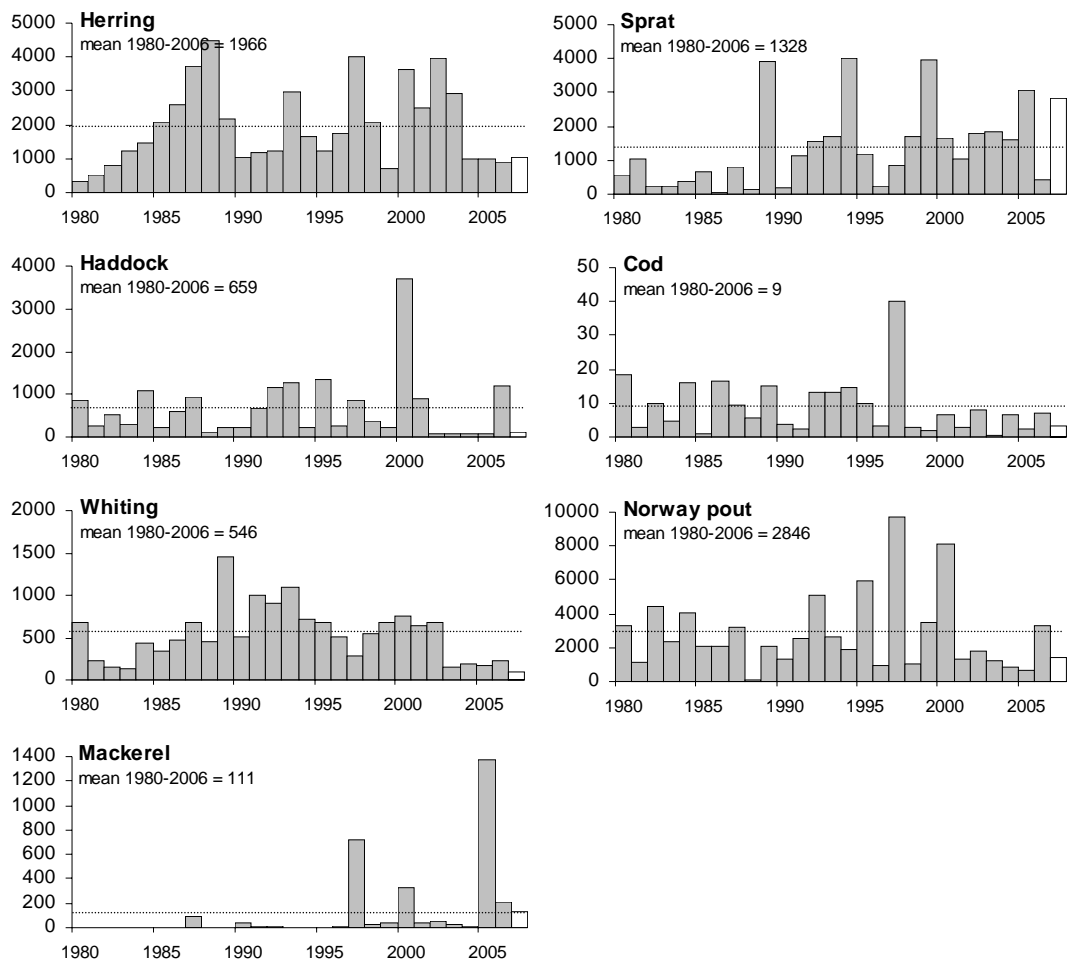 Herring
mean 1980-2006 = 1966
5000
4000
3000
2000
1000
0
1980 1985 1990 1995 2000 2005
Sprat
mean 1980-2006 = 1328
5000
4000
3000
2000
1000
0
1980 1985 1990 1995 2000 2005
Haddock
mean 1980-2006 = 659
4000
3000
2000
1000
0
1980 1985 1990 1995 2000 2005
Cod
mean 1980-2006 = 9
50
40
30
20
10
0
1980 1985 1990 1995 2000 2005
Whiting
mean 1980-2006 = 546
2000
1500
1000
500
0
1980 1985 1990 1995 2000 2005
Norway pout
mean 1980-2006 = 2846
10000
8000
6000
4000
2000
0
1980 1985 1990 1995 2000 2005
Mackerel
mean 1980-2006 = 111
1400
1200
1000
800
600
400
200
0
1980 1985 1990 1995 2000 2005